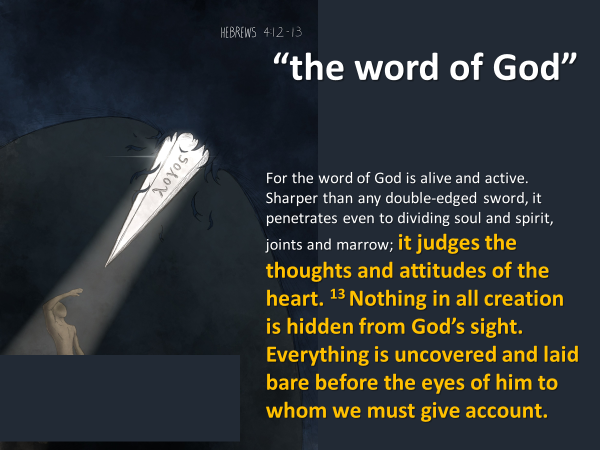 HEBREWS 4:12-13
“the word of God”
λογος
For the word of God is alive and active.
Sharper than any double-edged sword, it
penetrates even to dividing soul and spirit,
joints and marrow; it judges the
thoughts and attitudes of the
heart. ¹³ Nothing in all creation
is hidden from God’s sight.
Everything is uncovered and laid
bare before the eyes of him to
whom we must give account.